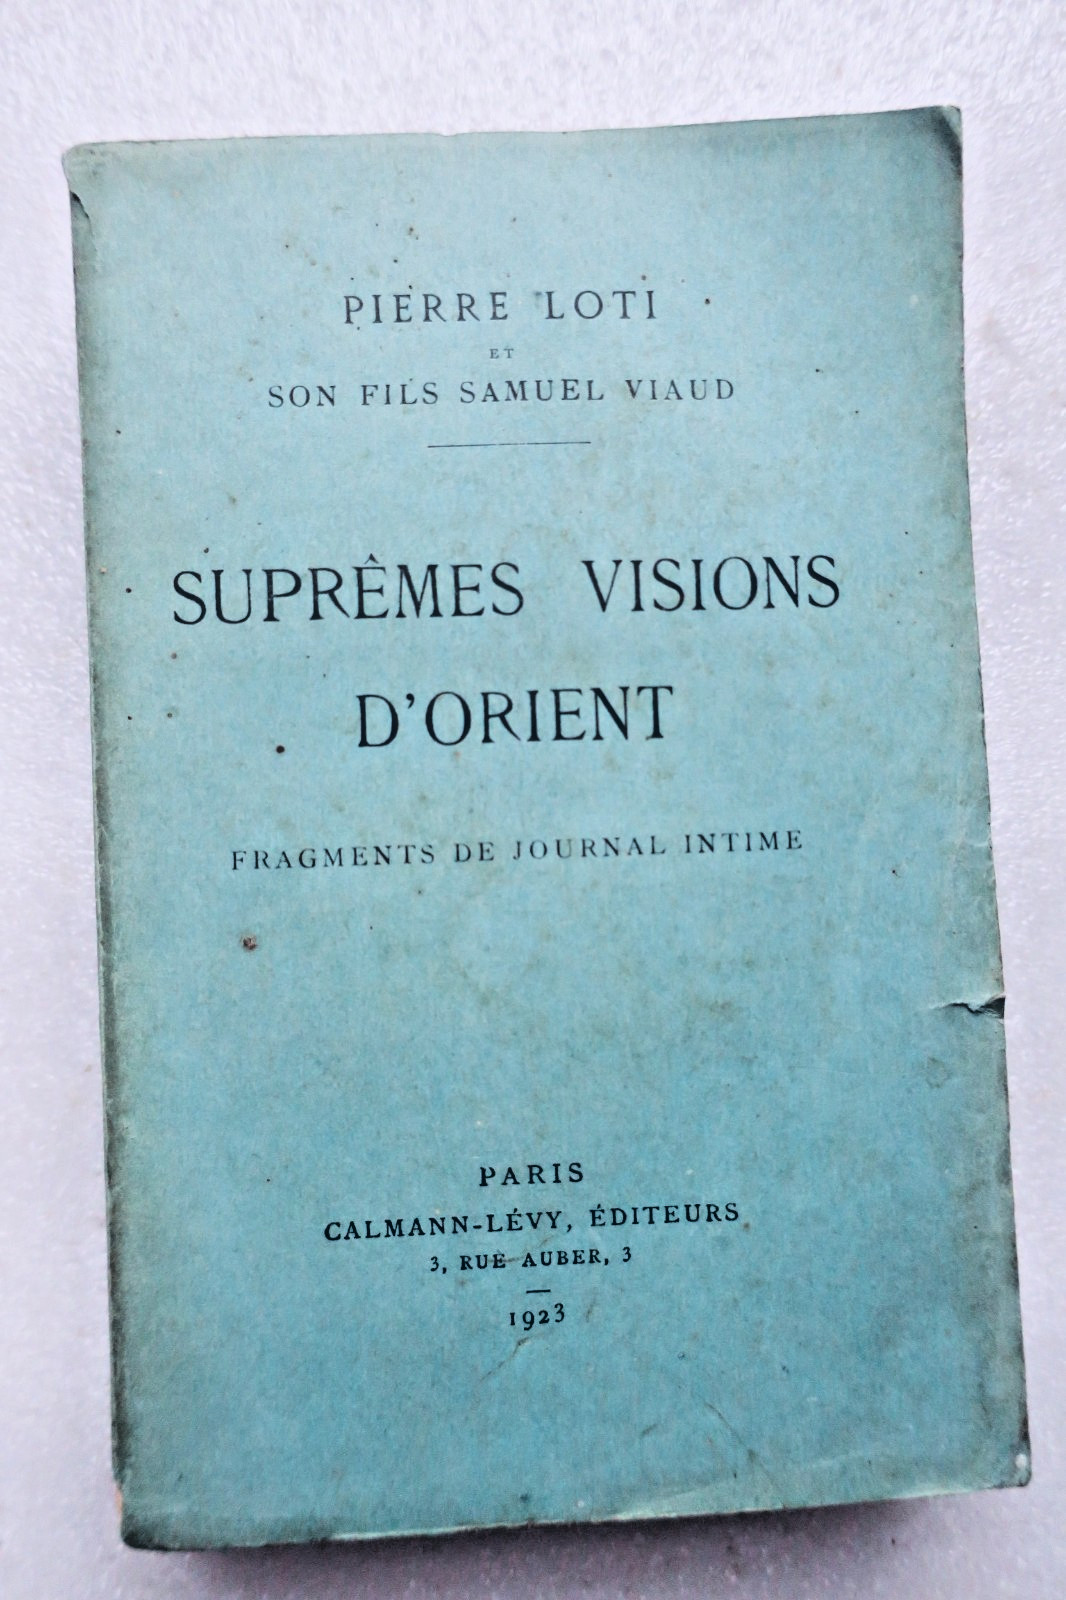 PIERRE LOTI
ET
SON FILS SAMUEL VIAUD
SUPRÊMES VISIONS
D'ORIENT
FRAGMENTS DE JOURNAL INTIME
PARIS
CALMANN-LÉVY, ÉDITEURS
3, RUE AUBER, 3
1923